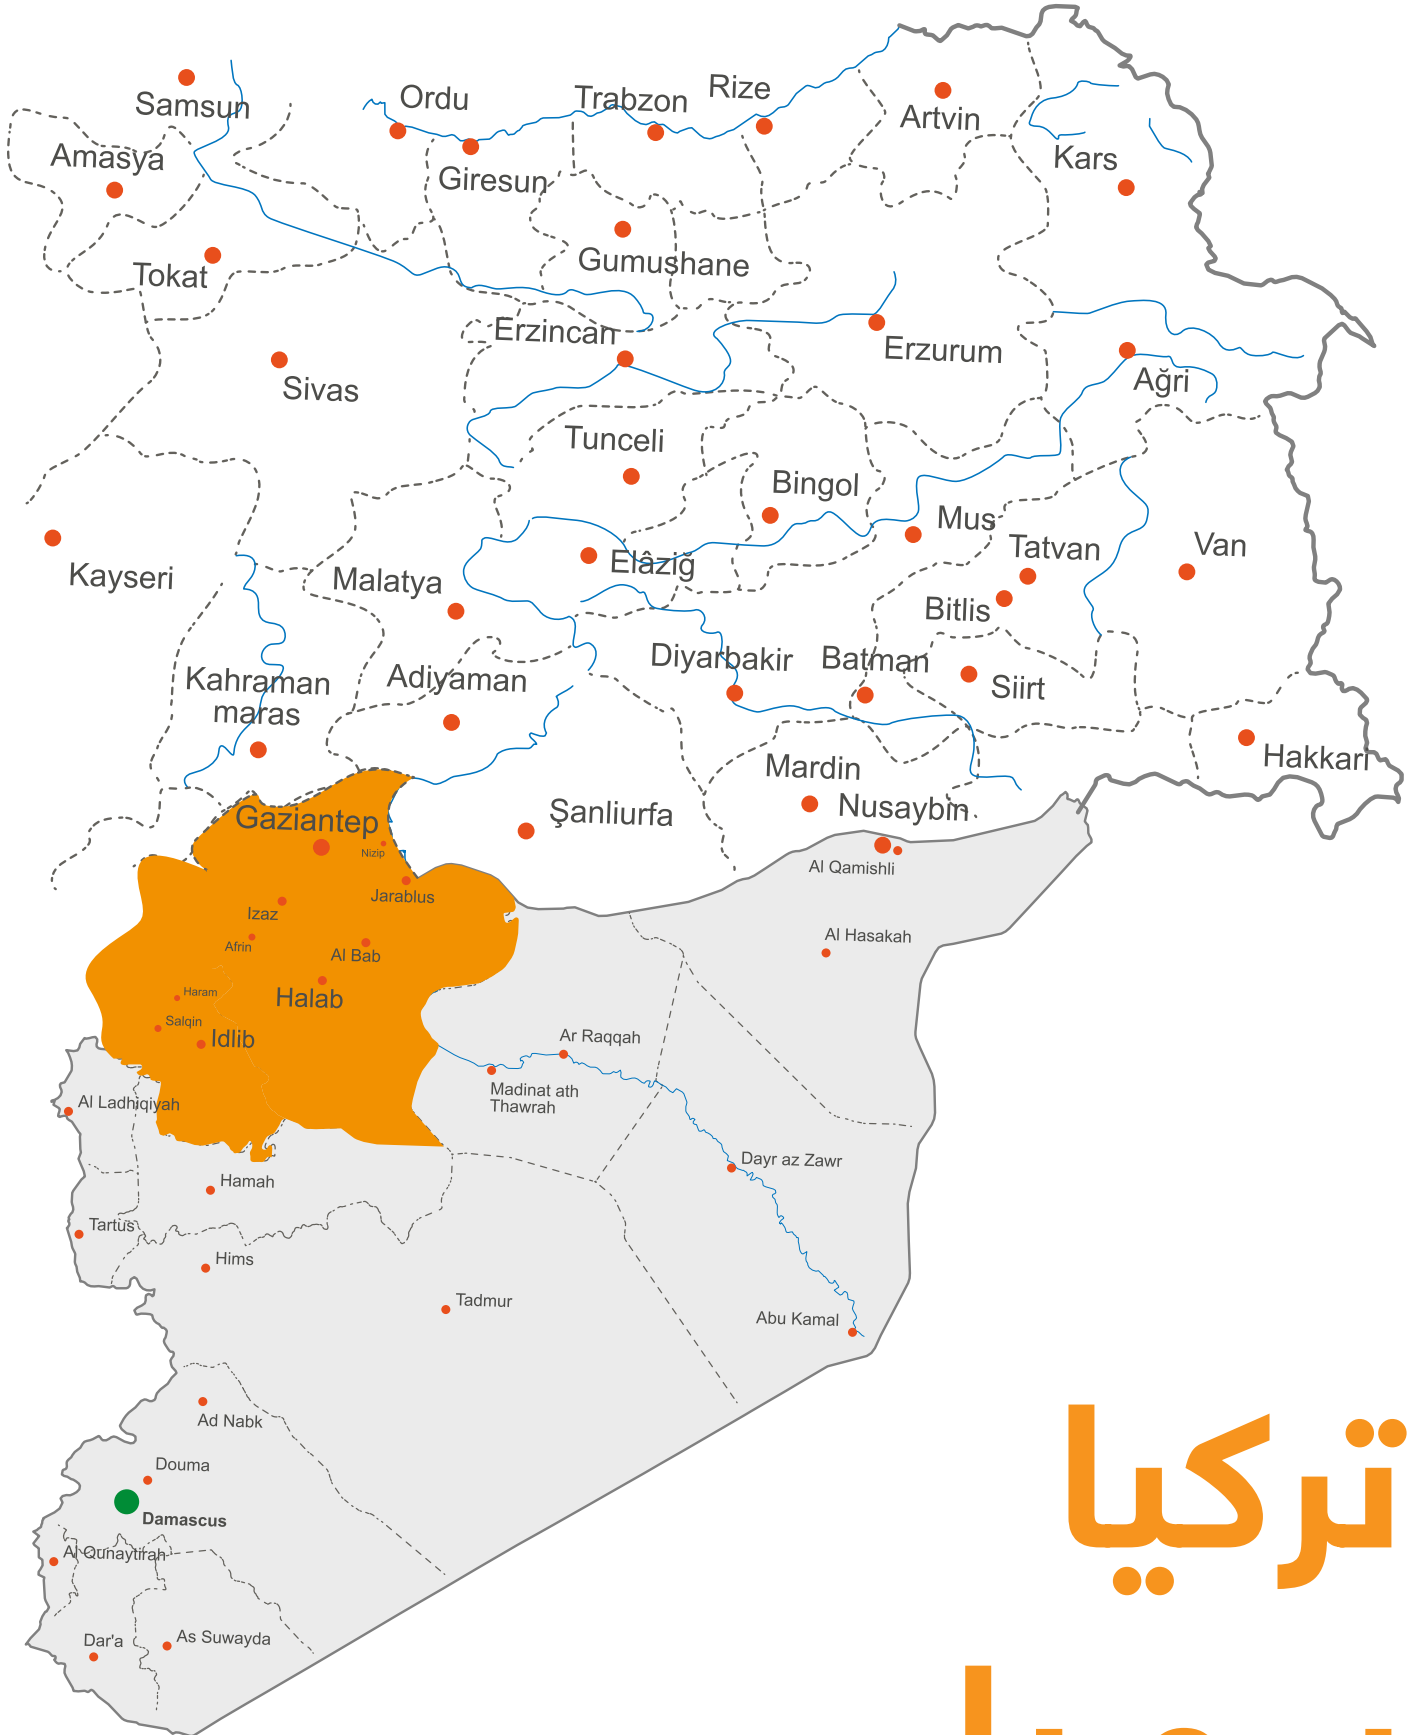 Samsun
Ordu
Trabzon
Rize
Artvin
Amasya
Giresun
Kars
Tokat
Gumushane
Erzincan
Erzurum
Sivas
Ağri
Tunceli
Bingol
Mus
Kayseri
Malatya
Elâziğ
Tatvan
Van
Bitlis
Kahraman
maras
Adiyaman
Diyarbakir
Batman
Siirt
Hakkari
Mardin
Gaziantep
Şanliurfa
Nusaybin
Nizip
Al Qamishli
Jarablus
Izaz
Al Hasakah
Afrin
Al Bab
Haram
Halab
Salqin
Idlib
Ar Raqqah
Madinat ath
Thawrah
Al Ladhiqiyah
Dayr az Zawr
Hamah
Tartus
Hims
Tadmur
Abu Kamal
Ad Nabk
Douma
Damascus
Al Qunaytirah
Dar'a
As Suwayda
تركيا